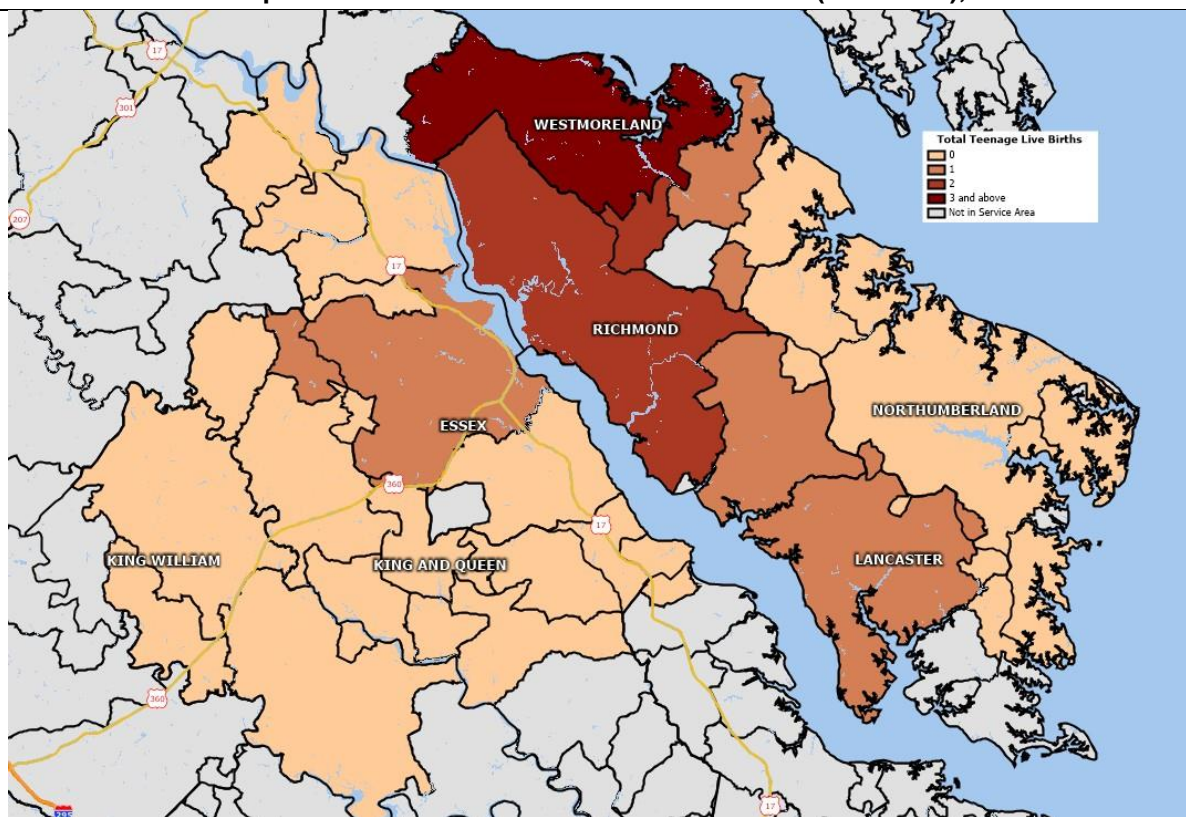 17
301
207
WESTMORELAND
Total Teenage Live Births
0
1
2
3 and above
Not in Service Area
17
RICHMOND
NORTHUMBERLAND
ESSEX
360
17
KING WILLIAM
KING AND QUEEN
LANCASTER
360
17
295